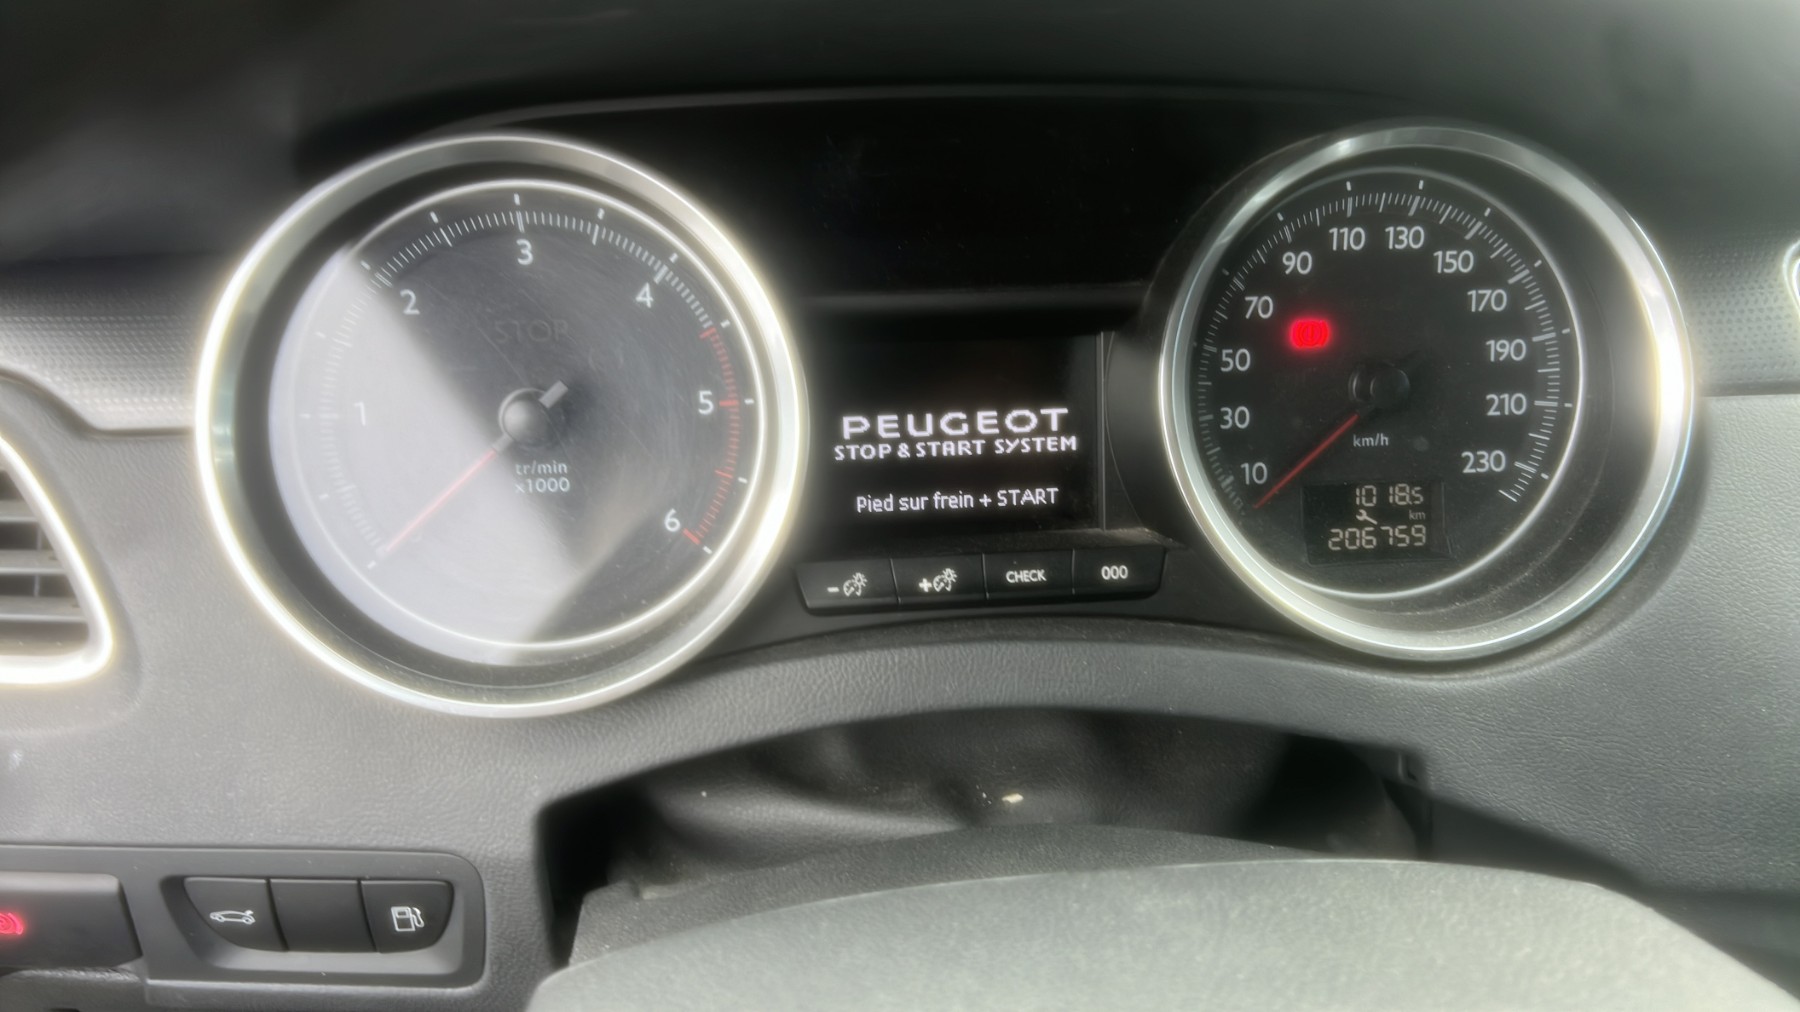 1
2
3
4
5
6
STOP
tr/min
x1000
PEUGEOT
STOP & START SYSTEM
Pied sur frein + START
-
+
CHECK
000
10
30
50
70
90
110
130
150
170
190
210
230
km/h
1018.5
km
206759